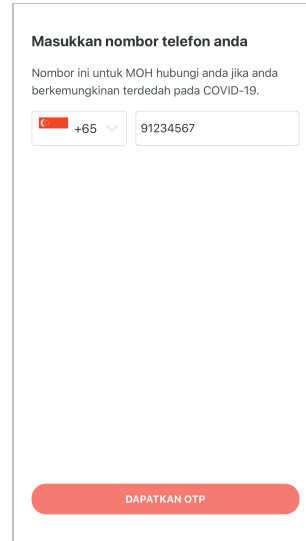 Masukkan nombor telefon anda
Nombor ini untuk MOH hubungi anda jika anda
berkemungkinan terdedah pada COVID-19.
+65 91234567
DAPATKAN OTP